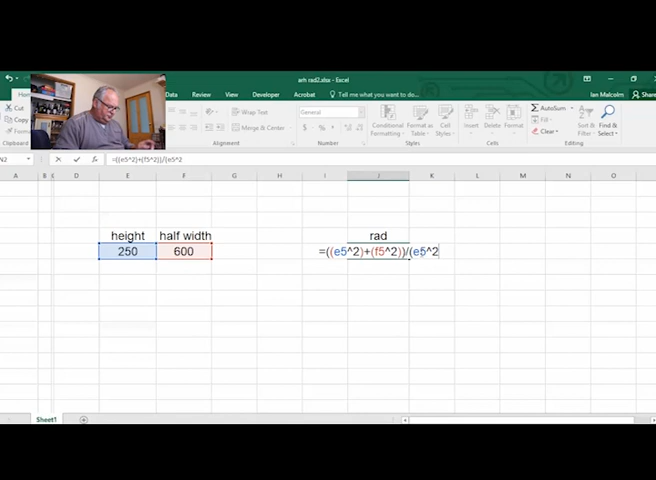 arh rad2.xlsx - Excel
Data Review View Developer Acrobat Tell me what you want to do... Ian Malcolm Share
Cut
Copy
Wrap Text General AutoSum
Merge & Center Conditional Formatting Format as Table Cell Styles Insert Delete Format Fill Clear Sort & Filter Find & Select
Alignment Number Styles Cells Editing
N2 =((e5^2)+(f5^2))/(e5^2
A B C D E F G H I J K L M N O
height half width rad
250 600 =((e5^2)+(f5^2))/(e5^2
Sheet1